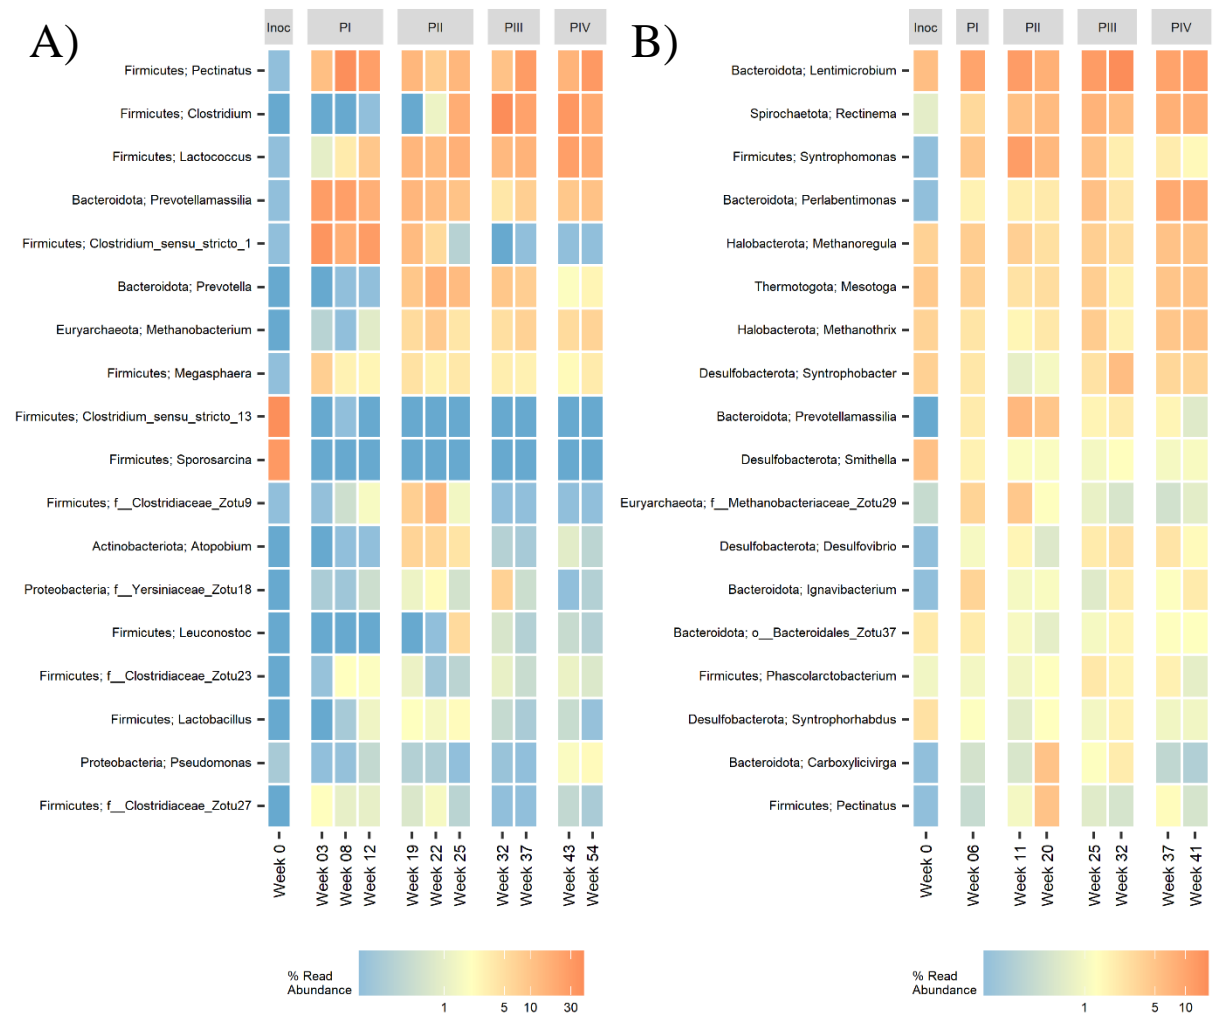 A)
Inoc PI PII PIII PIV
Firmicutes; Pectinatus
Firmicutes; Clostridium
Firmicutes; Lactococcus
Bacteroidota; Prevotellamassilia
Firmicutes; Clostridium_sensu_stricto_1
Bacteroidota; Prevotella
Euryarchaeota; Methanobacterium
Firmicutes; Megasphaera
Firmicutes; Clostridium_sensu_stricto_13
Firmicutes; Sporosarcina
Firmicutes; f__Clostridiaceae_Zotu9
Actinobacteriota; Atopobium
Proteobacteria; f__Yersiniaceae_Zotu18
Firmicutes; Leuconostoc
Firmicutes; f__Clostridiaceae_Zotu23
Firmicutes; Lactobacillus
Proteobacteria; Pseudomonas
Firmicutes; f__Clostridiaceae_Zotu27
Week 0
Week 03
Week 08
Week 12
Week 19
Week 22
Week 25
Week 32
Week 37
Week 43
Week 54
% Read
Abundance
1 5 10 30
B)
Inoc PI PII PIII PIV
Bacteroidota; Lentimicrobium
Spirochaetota; Rectinema
Firmicutes; Syntrophomonas
Bacteroidota; Perlabentimonas
Halobacterota; Methanoregula
Thermotogota; Mesotoga
Halobacterota; Methanothrix
Desulfobacterota; Syntrophobacter
Bacteroidota; Prevotellamassilia
Desulfobacterota; Smithella
Euryarchaeota; f__Methanobacteriaceae_Zotu29
Desulfobacterota; Desulfovibrio
Bacteroidota; Ignavibacterium
Bacteroidota; o__Bacteroidales_Zotu37
Firmicutes; Phascolarctobacterium
Desulfobacterota; Syntrophorhabdus
Bacteroidota; Carboxylicivirga
Firmicutes; Pectinatus
Week 0
Week 06
Week 11
Week 20
Week 25
Week 32
Week 37
Week 41
% Read
Abundance
1 5 10